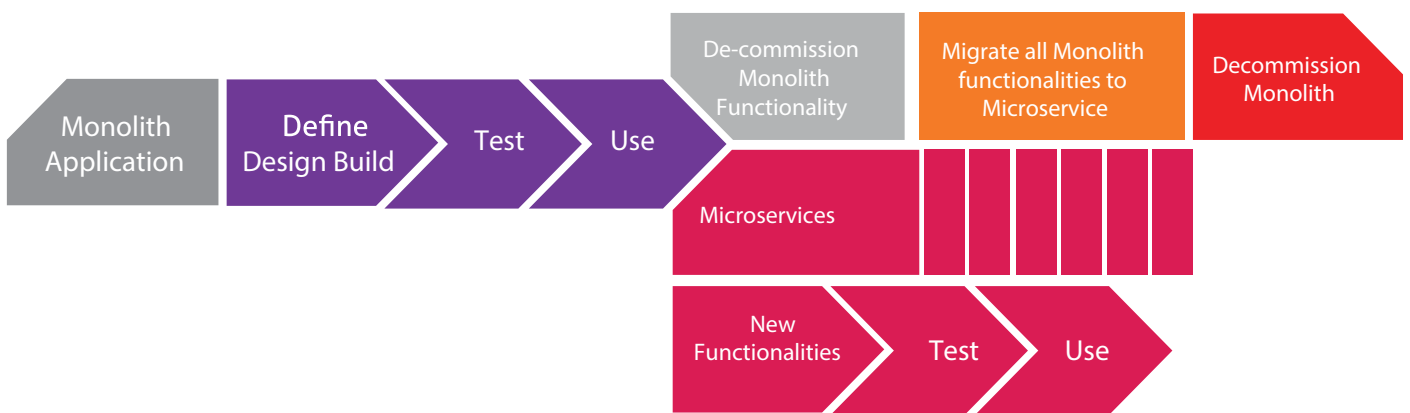 Monolith
Application
Define
Design Build
Test
Use
De-commission
Monolith
Functionality
Migrate all Monolith
functionalities to
Microservice
Decommission
Monolith
Microservices
New
Functionalities
Test
Use